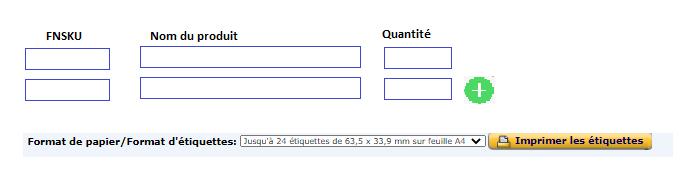 FNSKU Nom du produit Quantité
Format de papier/Format d'étiquettes: Jusqu'à 24 étiquettes de 63,5 x 33,9 mm sur feuille A4 Imprimer les étiquettes